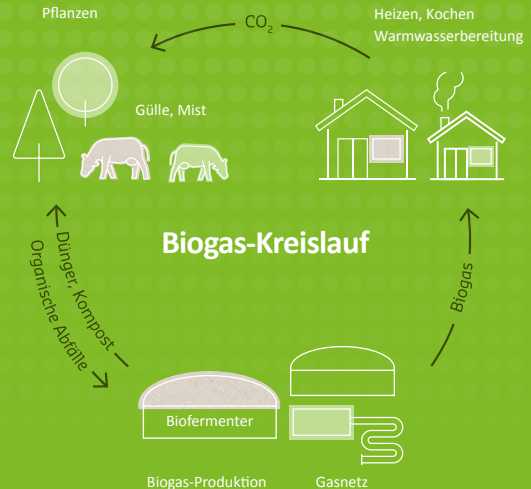 Pflanzen
CO₂
Heizen, Kochen
Warmwasserbereitung
Gülle, Mist
Biogas-Kreislauf
Dünger, Kompost
Organische Abfälle
Biogas
Biofermenter
Biogas-Produktion
Gasnetz